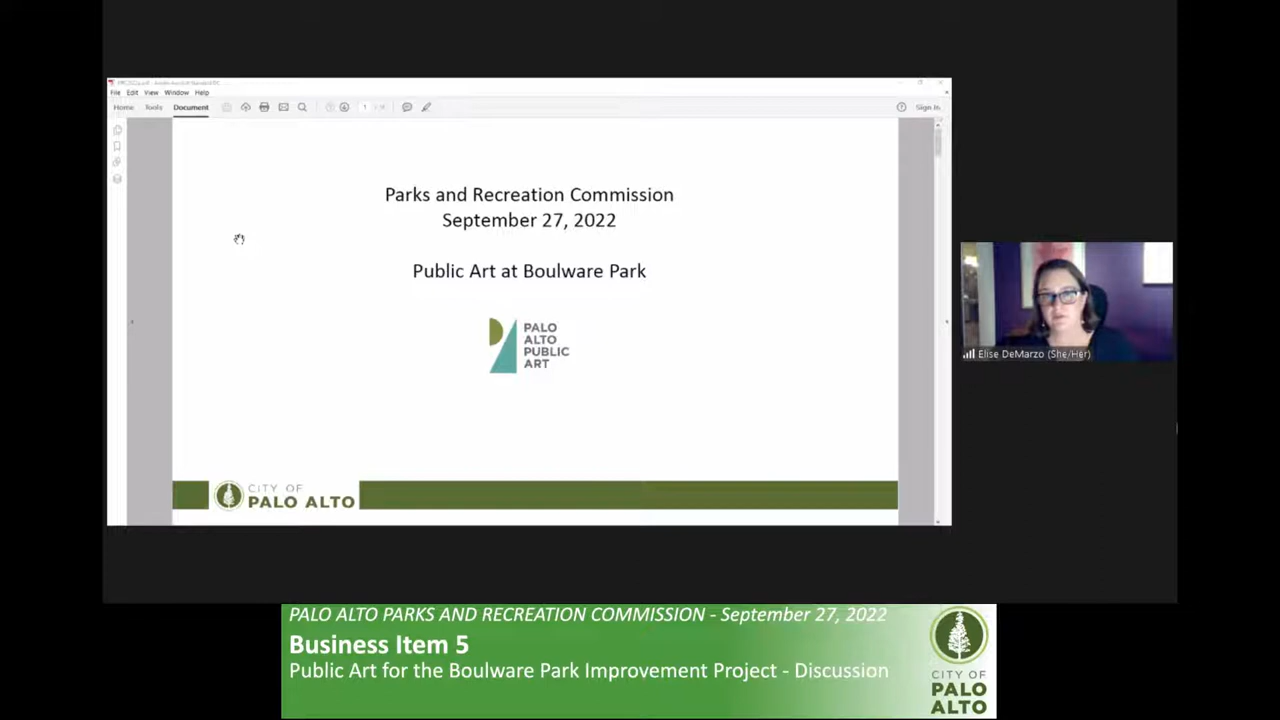 File Edit View Window Help
Home Tools Document
1
Sign In
Parks and Recreation Commission
September 27, 2022
Public Art at Boulware Park
PALO
ALTO
PUBLIC
ART
CITY OF
PALO ALTO
Elise DeMarzo (She/Her)
PALO ALTO PARKS AND RECREATION COMMISSION - September 27, 2022
Business Item 5
Public Art for the Boulware Park Improvement Project - Discussion
CITY OF
PALO
ALTO